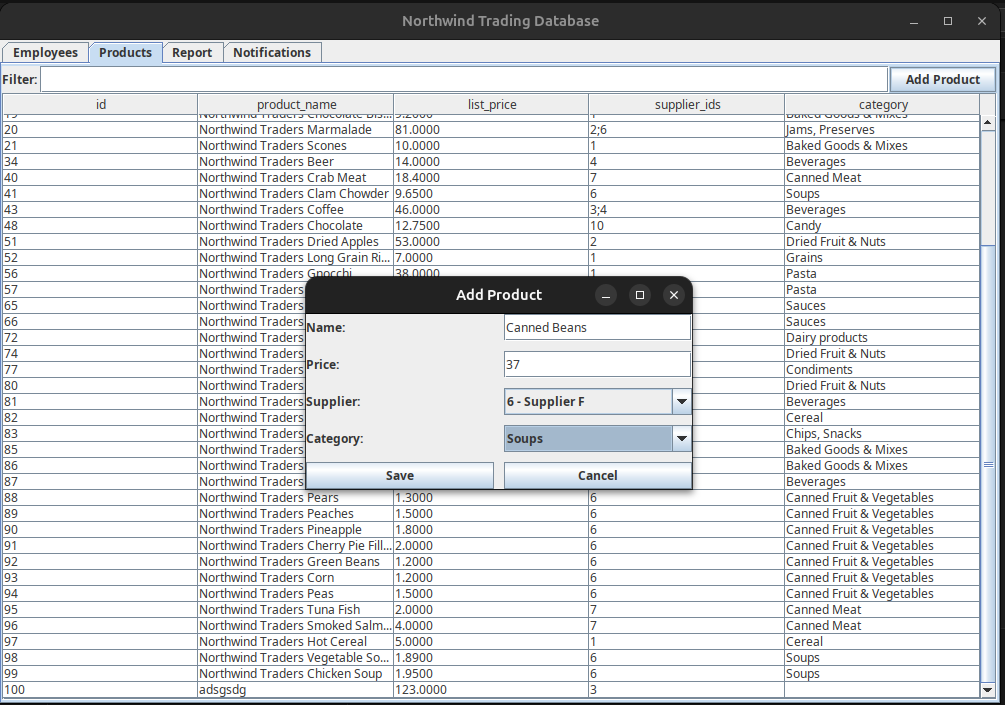 Northwind Trading Database
Employees Products Report Notifications
Filter: Add Product
id product_name list_price supplier_ids category
19 Northwind Traders Chocolate Bis... 9.2000 1 Baked Goods & Mixes
20 Northwind Traders Marmalade 81.0000 2;6 Jams, Preserves
21 Northwind Traders Scones 10.0000 1 Baked Goods & Mixes
34 Northwind Traders Beer 14.0000 4 Beverages
40 Northwind Traders Crab Meat 18.4000 7 Canned Meat
41 Northwind Traders Clam Chowder 9.6500 6 Soups
43 Northwind Traders Coffee 46.0000 3;4 Beverages
48 Northwind Traders Chocolate 12.7500 10 Candy
51 Northwind Traders Dried Apples 53.0000 2 Dried Fruit & Nuts
52 Northwind Traders Long Grain Ri... 7.0000 1 Grains
56 Northwind Traders Gnocchi 38.0000 1 Pasta
57 Northwind Traders Pasta
65 Northwind Traders Sauces
66 Northwind Traders Sauces
72 Northwind Traders Dairy products
74 Northwind Traders Dried Fruit & Nuts
77 Northwind Traders Condiments
80 Northwind Traders Dried Fruit & Nuts
81 Northwind Traders Beverages
82 Northwind Traders Cereal
83 Northwind Traders Chips, Snacks
85 Northwind Traders Baked Goods & Mixes
86 Northwind Traders Baked Goods & Mixes
87 Northwind Traders Beverages
Add Product
Name: Canned Beans
Price: 37
Supplier: 6 - Supplier F
Category: Soups
Save Cancel
88 Northwind Traders Pears 1.3000 6 Canned Fruit & Vegetables
89 Northwind Traders Peaches 1.5000 6 Canned Fruit & Vegetables
90 Northwind Traders Pineapple 1.8000 6 Canned Fruit & Vegetables
91 Northwind Traders Cherry Pie Fill... 2.0000 6 Canned Fruit & Vegetables
92 Northwind Traders Green Beans 1.2000 6 Canned Fruit & Vegetables
93 Northwind Traders Corn 1.2000 6 Canned Fruit & Vegetables
94 Northwind Traders Peas 1.5000 6 Canned Fruit & Vegetables
95 Northwind Traders Tuna Fish 2.0000 7 Canned Meat
96 Northwind Traders Smoked Salm... 4.0000 7 Canned Meat
97 Northwind Traders Hot Cereal 5.0000 1 Cereal
98 Northwind Traders Vegetable So... 1.8900 6 Soups
99 Northwind Traders Chicken Soup 1.9500 6 Soups
100 adsgsdg 123.0000 3